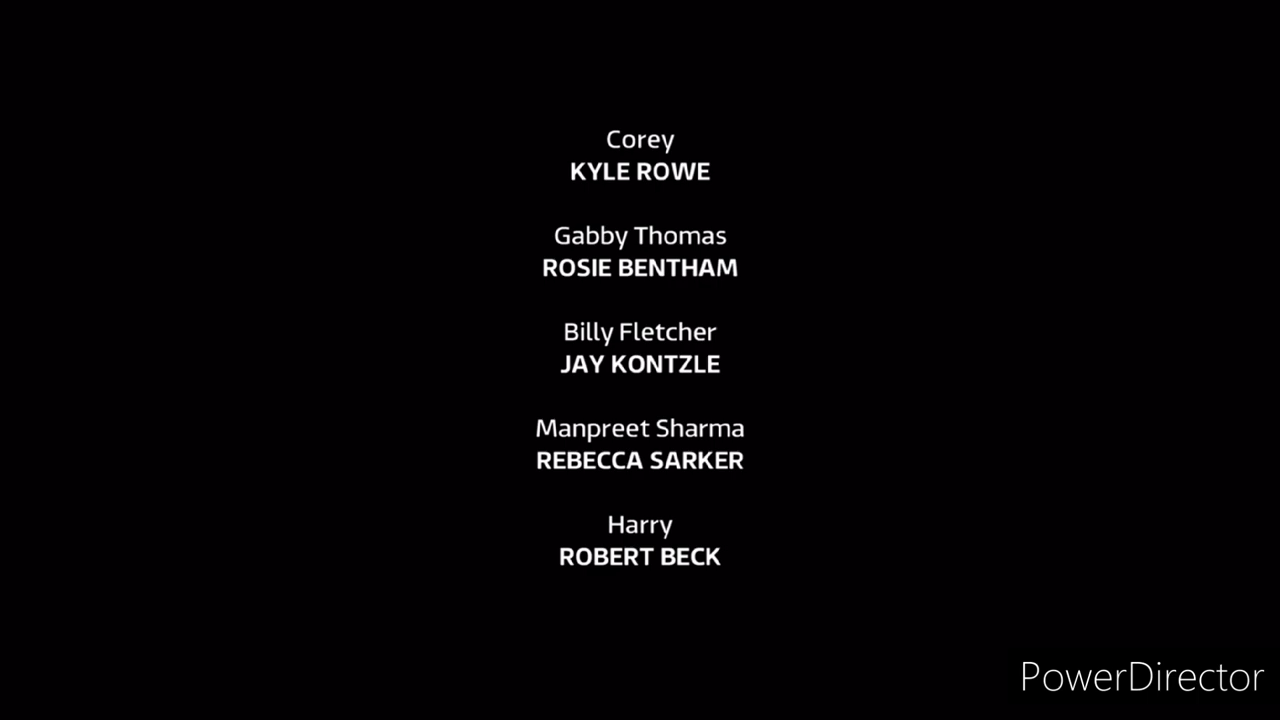 Corey
KYLE ROWE
Gabby Thomas
ROSIE BENTHAM
Billy Fletcher
JAY KONTZLE
Manpreet Sharma
REBECCA SARKER
Harry
ROBERT BECK
PowerDirector